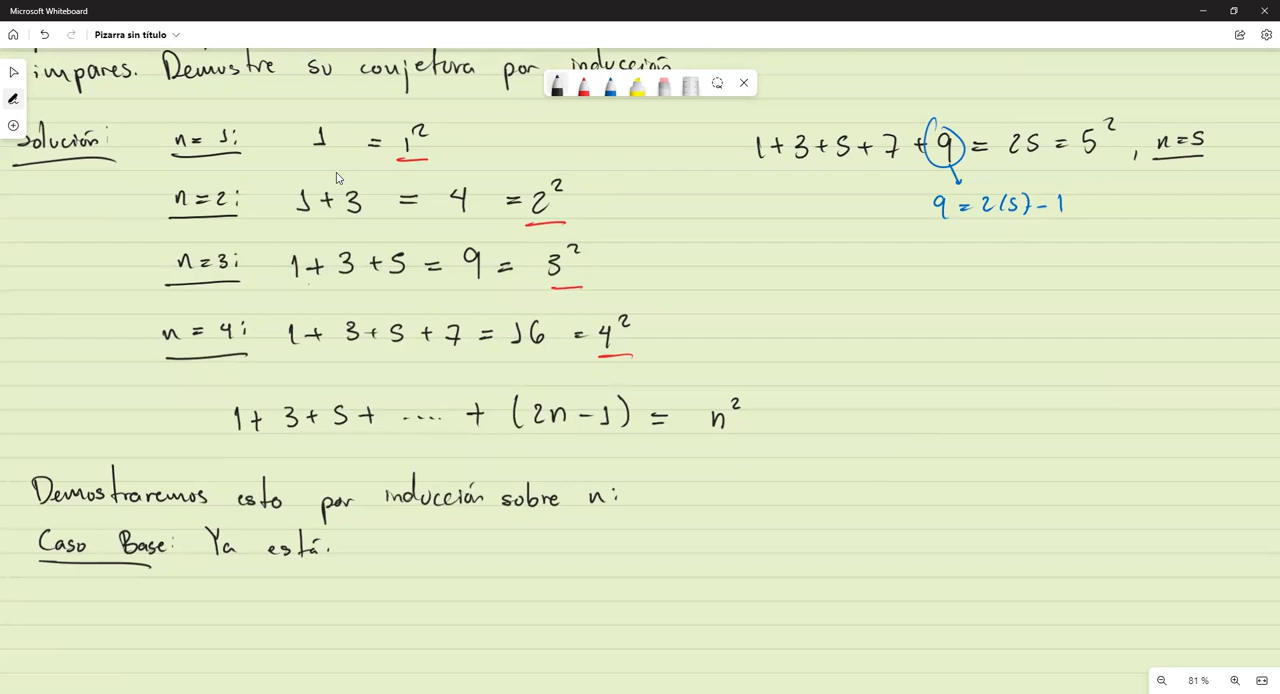 Microsoft Whiteboard
Pizarra sin título
impares. Demuestre su conjetura por inducción
Solución:
n = 1: 1 = 1²
n = 2: 1 + 3 = 4 = 2²
n = 3: 1 + 3 + 5 = 9 = 3²
n = 4: 1 + 3 + 5 + 7 = 16 = 4²
1 + 3 + 5 + .... + (2n - 1) = n²
1 + 3 + 5 + 7 + 9 = 25 = 5², n = 5
9 = 2(5) - 1
Demostraremos esto por inducción sobre n:
Caso Base: Ya está.
81 %